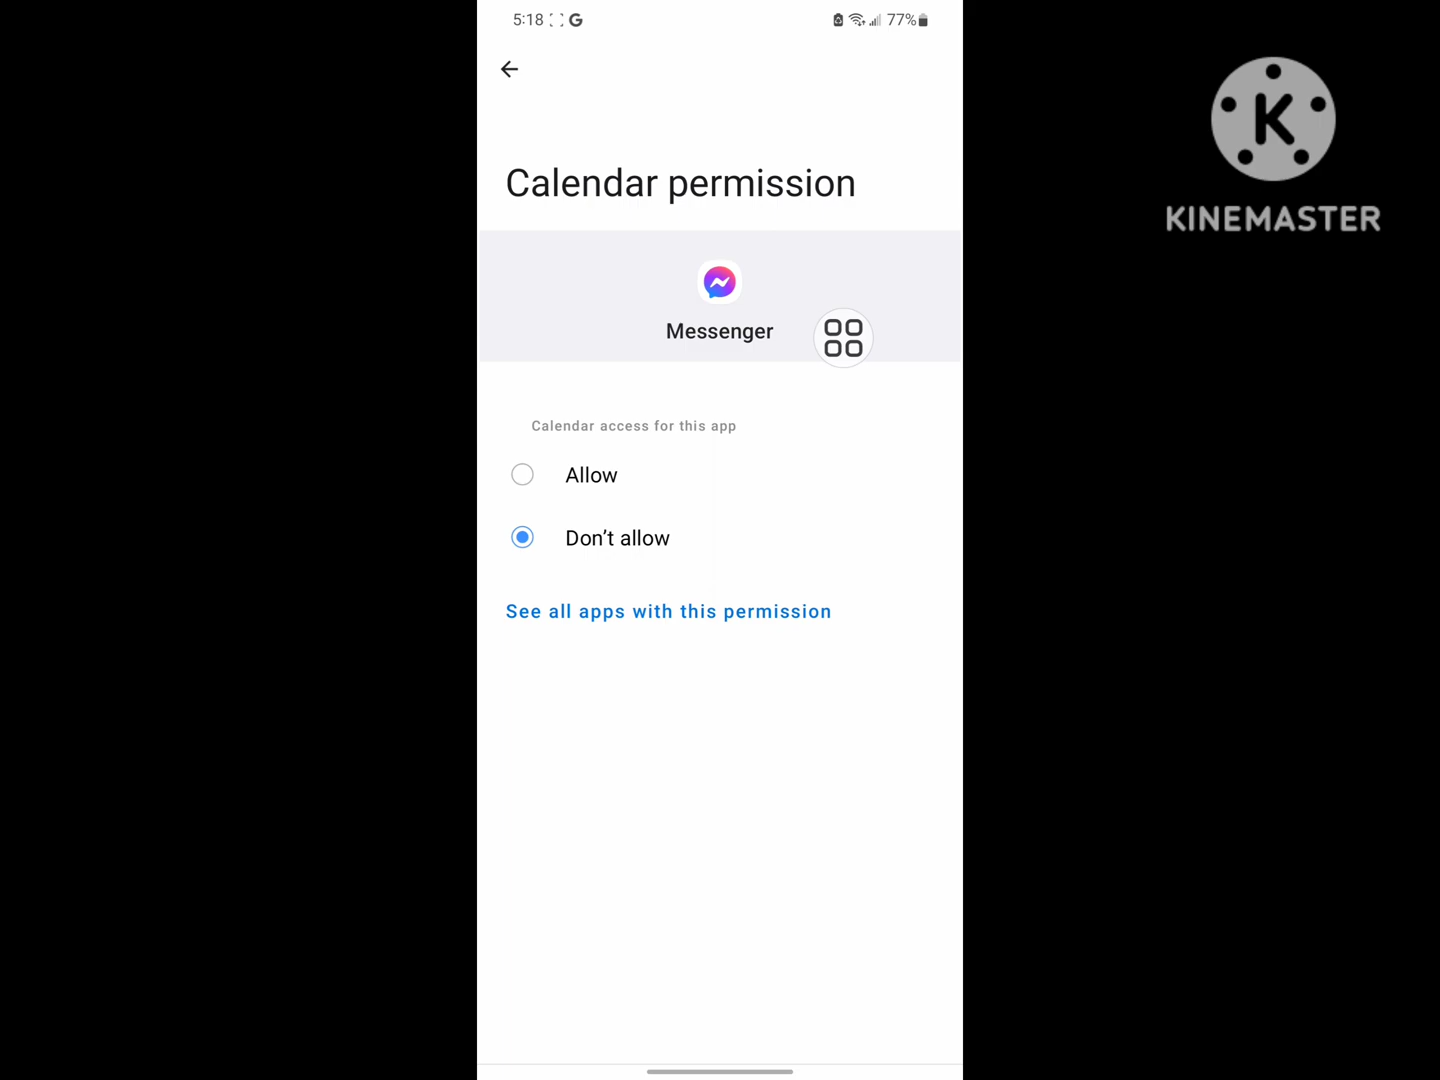 5:18 G 77%
K
KINEMASTER
Calendar permission
Messenger
Calendar access for this app
Allow
Don’t allow
See all apps with this permission